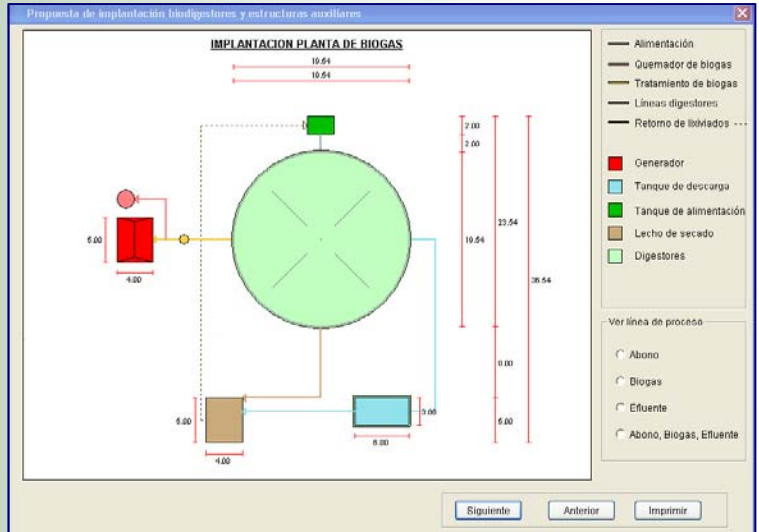 Propuesta de implantación biodigestores y estructuras auxiliares
IMPLANTACION PLANTA DE BIOGAS
19.54
19.54
2.00
2.00
19.54
23.54
36.54
8.00
5.00
5.00
4.00
5.00
4.00
3.00
6.00
Alimentación
Quemador de biogas
Tratamiento de biogas
Líneas digestores
Retorno de lixiviados
Generador
Tanque de descarga
Tanque de alimentación
Lecho de secado
Digestores
Ver línea de proceso
Abono
Biogas
Efluente
Abono, Biogas, Efluente
Siguiente
Anterior
Imprimir